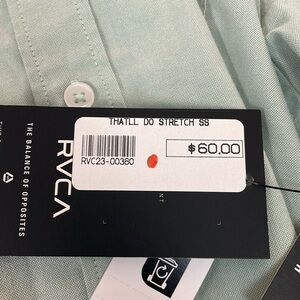 THATLL DO STRETCH SS
RVC23-00360
$60.00
RVCA
THE BALANCE OF OPPOSITES